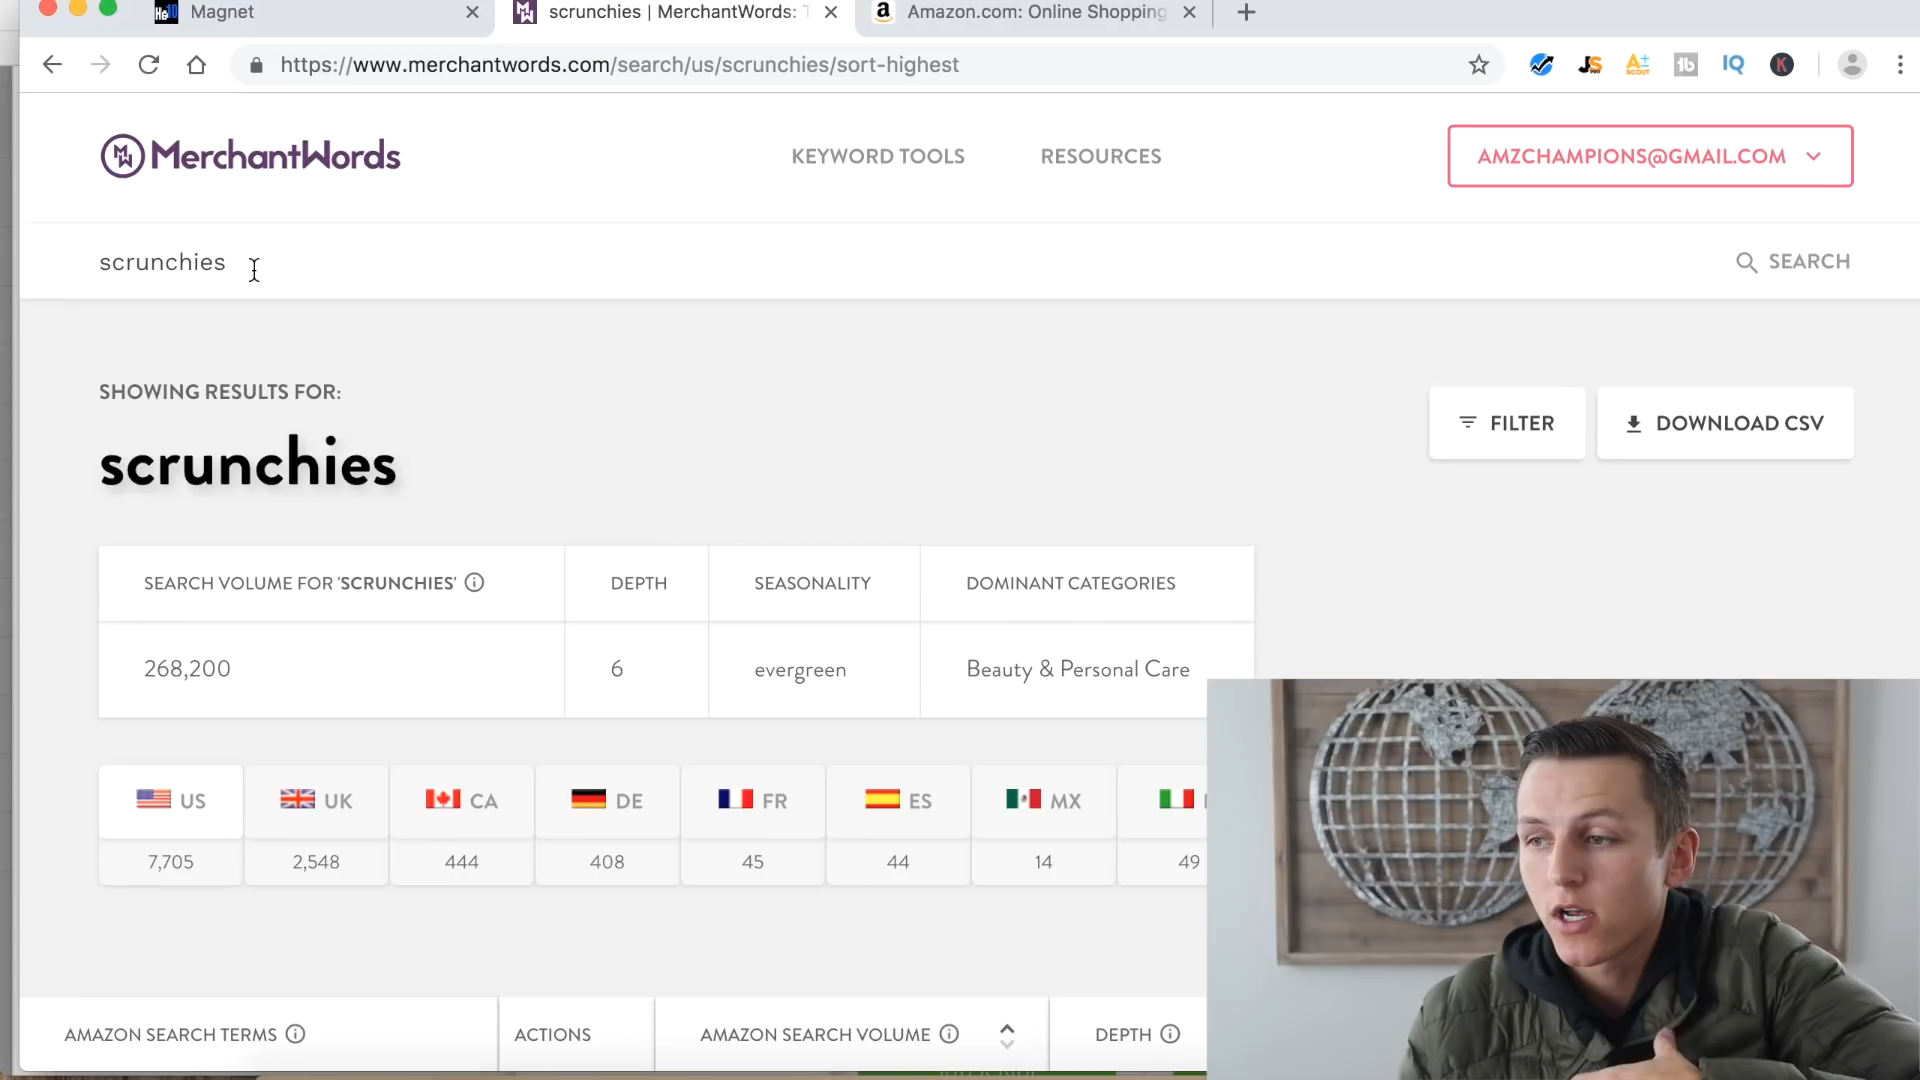 Magnet
scrunchies | MerchantWords:
Amazon.com: Online Shopping
https://www.merchantwords.com/search/us/scrunchies/sort-highest
MerchantWords
KEYWORD TOOLS
RESOURCES
AMZCHAMPIONS@GMAIL.COM
scrunchies
SEARCH
SHOWING RESULTS FOR:
scrunchies
FILTER
DOWNLOAD CSV
SEARCH VOLUME FOR 'SCRUNCHIES' DEPTH SEASONALITY DOMINANT CATEGORIES
268,200 6 evergreen Beauty & Personal Care
US UK CA DE FR ES MX
7,705 2,548 444 408 45 44 14 49
AMAZON SEARCH TERMS ACTIONS AMAZON SEARCH VOLUME DEPTH